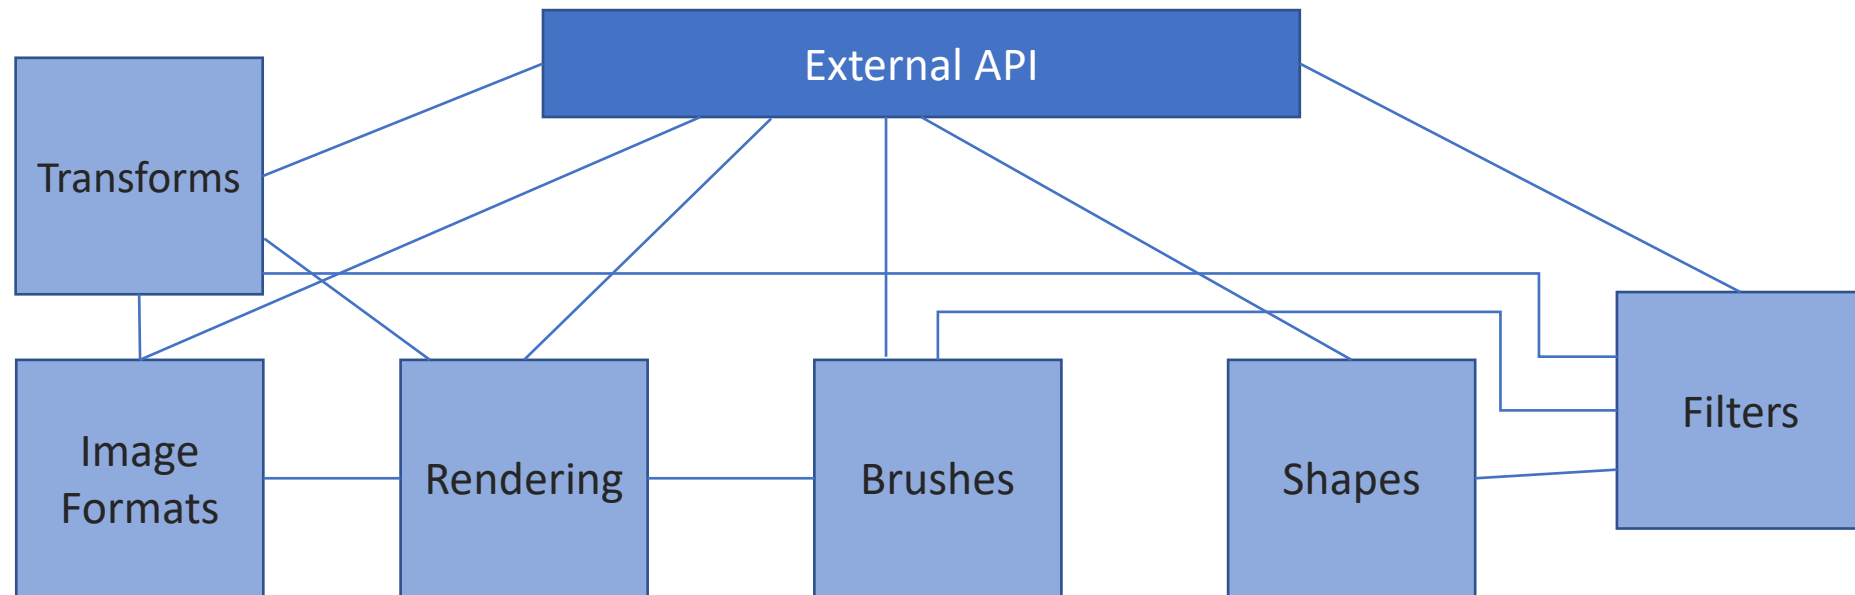 External API
Transforms
Image
Formats
Rendering
Brushes
Shapes
Filters